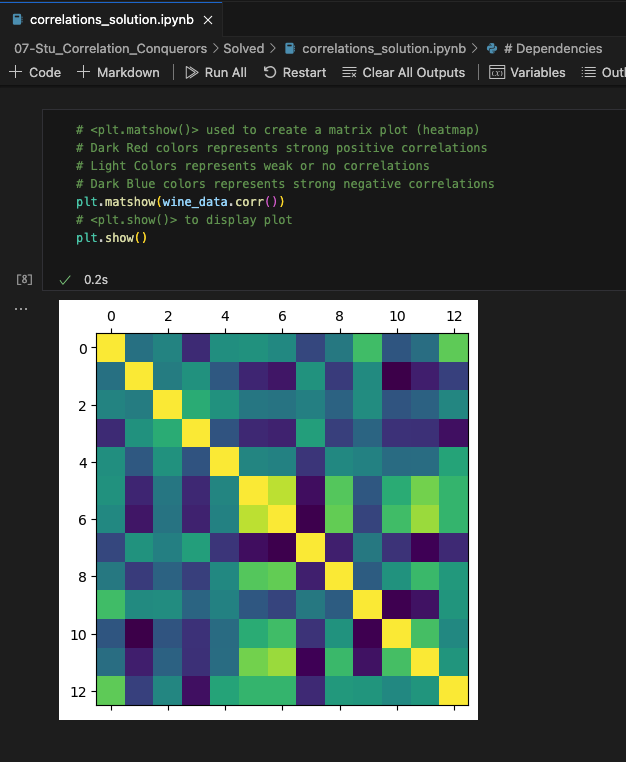 correlations_solution.ipynb
07-Stu_Correlation_Conquerors > Solved > correlations_solution.ipynb > # Dependencies
Code Markdown Run All Restart Clear All Outputs Variables Outl
# <plt.matshow()> used to create a matrix plot (heatmap)
# Dark Red colors represents strong positive correlations
# Light Colors represents weak or no correlations
# Dark Blue colors represents strong negative correlations
plt.matshow(wine_data.corr())
# <plt.show()> to display plot
plt.show()
[8] 0.2s
0 2 4 6 8 10 12
0
2
4
6
8
10
12